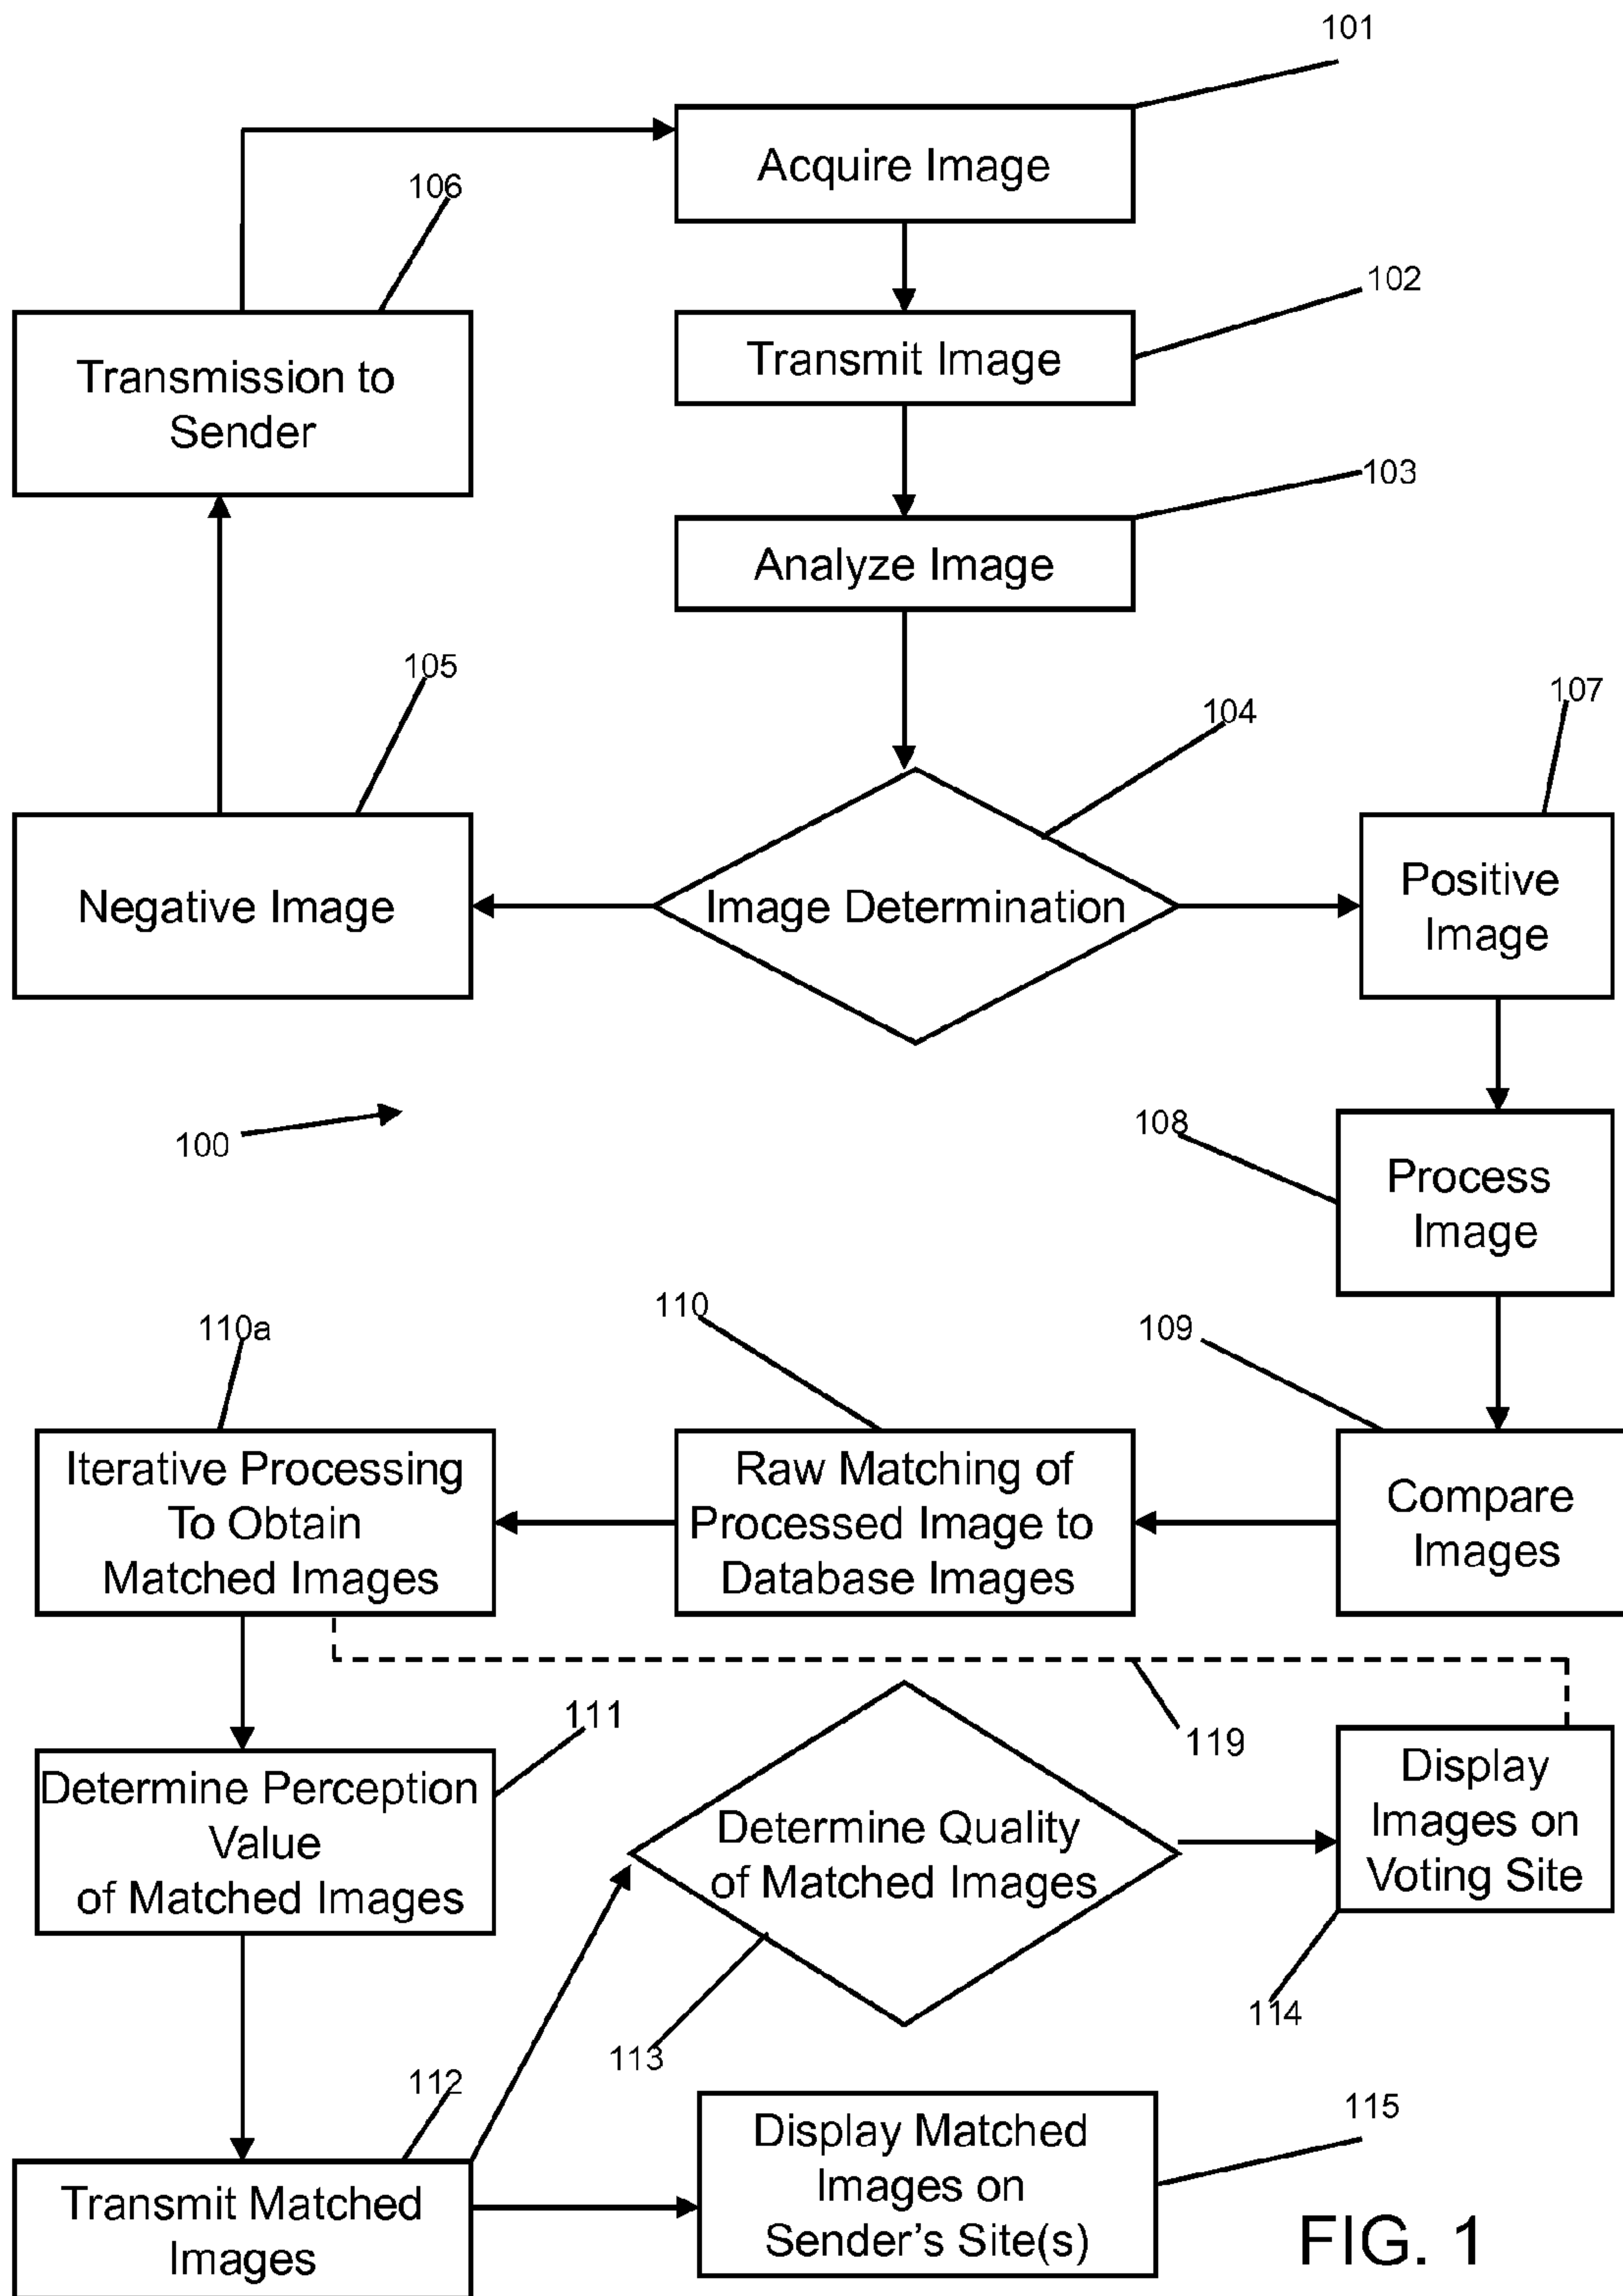 101
Acquire Image
106
102
Transmit Image
Transmission to
Sender
103
Analyze Image
105
104
107
Negative Image
Image Determination
Positive
Image
100
108
Process
Image
110a
110
109
Iterative Processing
To Obtain
Matched Images
Raw Matching of
Processed Image to
Database Images
Compare
Images
111
119
Determine Perception
Value
of Matched Images
Determine Quality
of Matched Images
Display
Images on
Voting Site
114
113
112
115
Transmit Matched
Images
Display Matched
Images on
Sender's Site(s)
FIG. 1